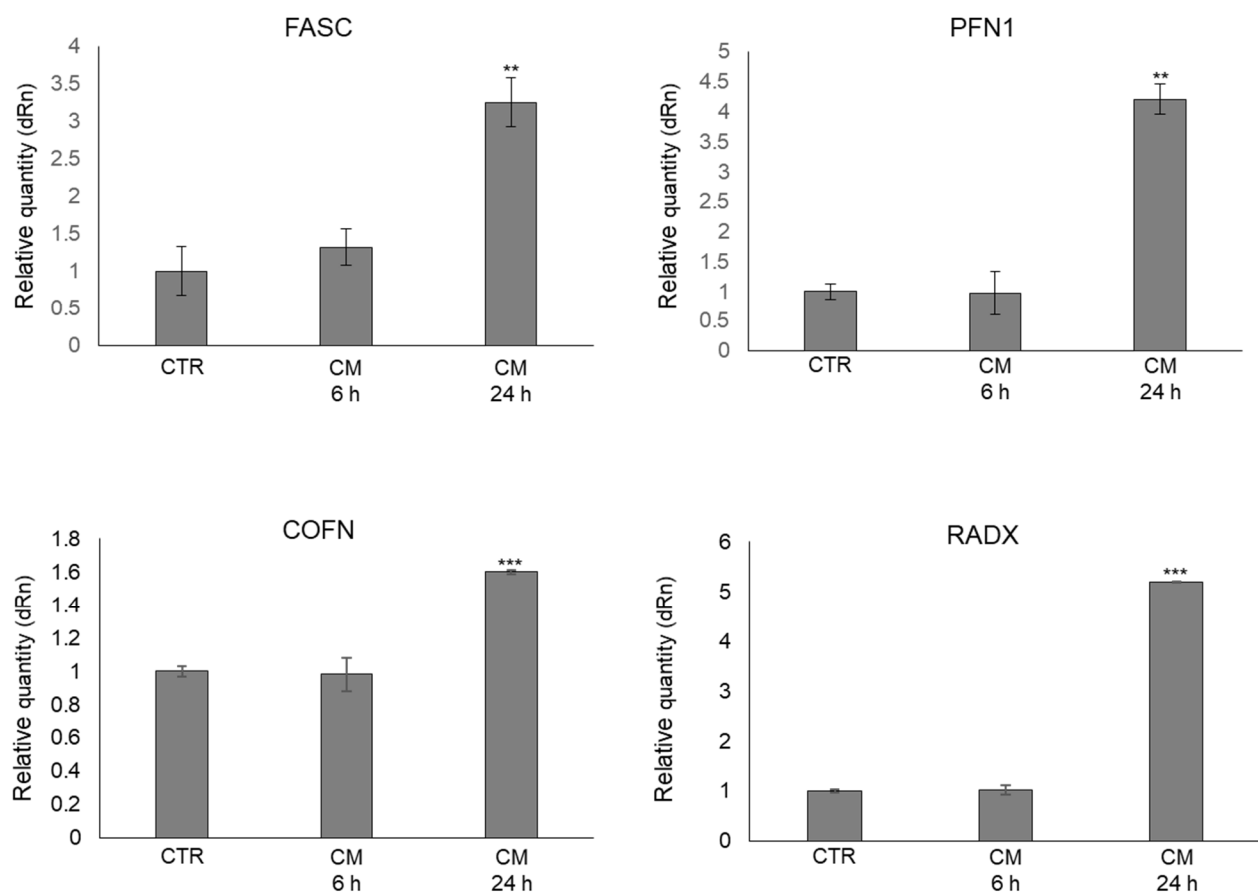 FASC
Relative quantity (dRn)
4
3.5
3
2.5
2
1.5
1
0.5
0
**
CTR
CM
6 h
CM
24 h
PFN1
Relative quantity (dRn)
5
4.5
4
3.5
3
2.5
2
1.5
1
0.5
0
**
CTR
CM
6 h
CM
24 h
COFN
Relative quantity (dRn)
1.8
1.6
1.4
1.2
1
0.8
0.6
0.4
0.2
0
***
CTR
CM
6 h
CM
24 h
RADX
Relative quantity (dRn)
6
5
4
3
2
1
0
***
CTR
CM
6 h
CM
24 h